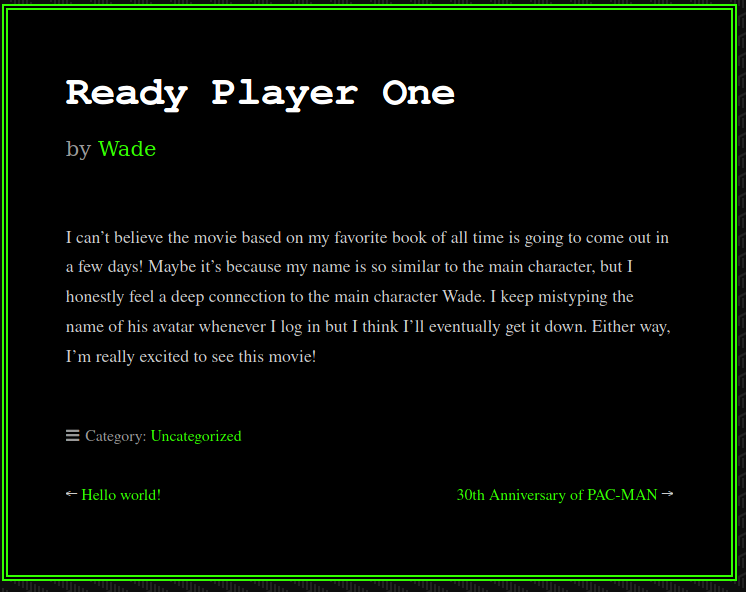 Ready Player One
by Wade
I can’t believe the movie based on my favorite book of all time is going to come out in
a few days! Maybe it’s because my name is so similar to the main character, but I
honestly feel a deep connection to the main character Wade. I keep mistyping the
name of his avatar whenever I log in but I think I’ll eventually get it down. Either way,
I’m really excited to see this movie!
Category: Uncategorized
← Hello world! 30th Anniversary of PAC-MAN →